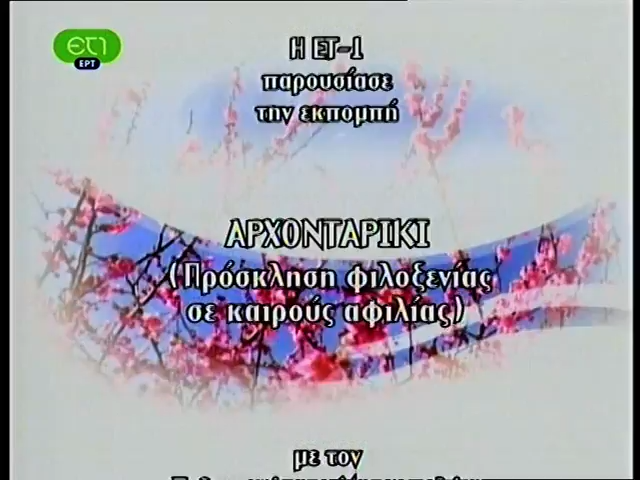 ετ1
ΕΡΤ
Η ΕΤ-1
παρουσίασε
την εκπομπή
ΑΡΧΟΝΤΑΡΙΚΙ
(Πρόσκληση φιλοξενίας
σε καιρούς αφιλίας)
με τον